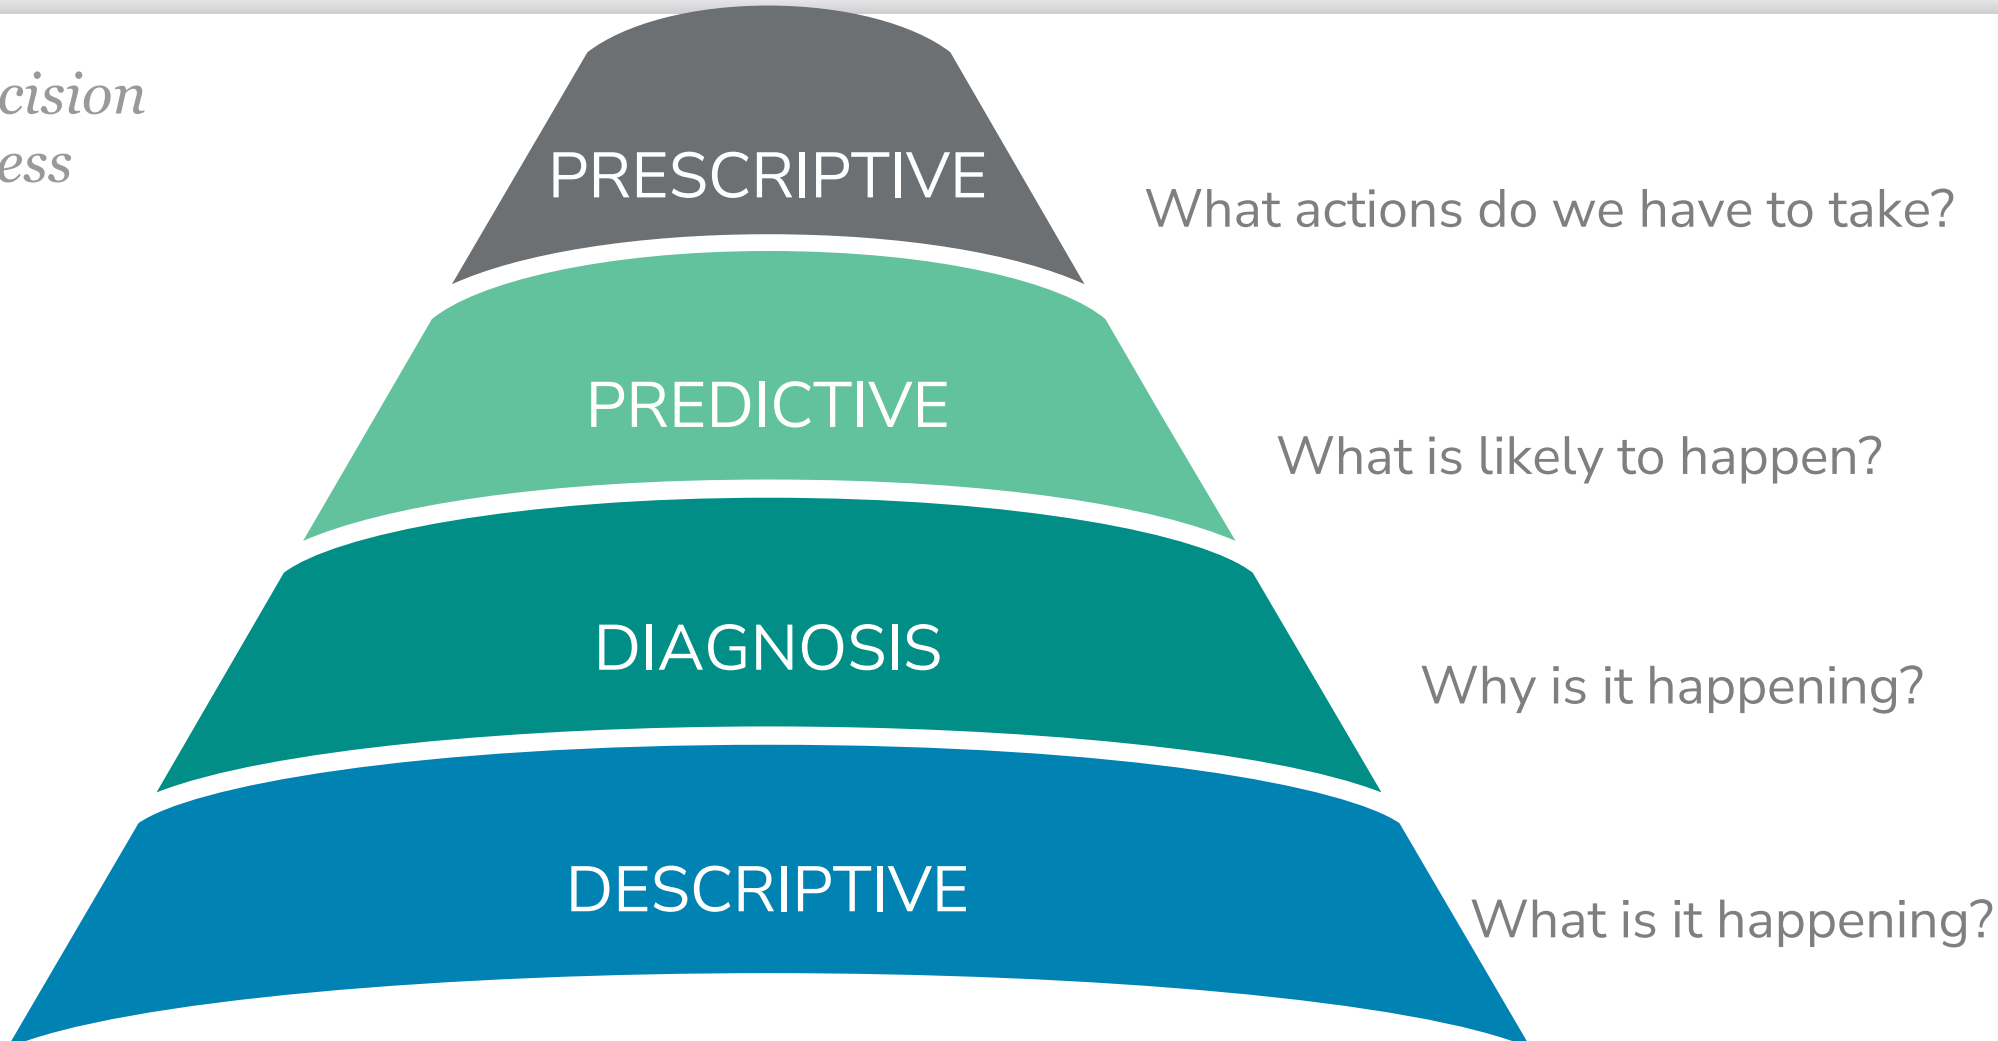 cision
ess
PRESCRIPTIVE
What actions do we have to take?
PREDICTIVE
What is likely to happen?
DIAGNOSIS
Why is it happening?
DESCRIPTIVE
What is it happening?